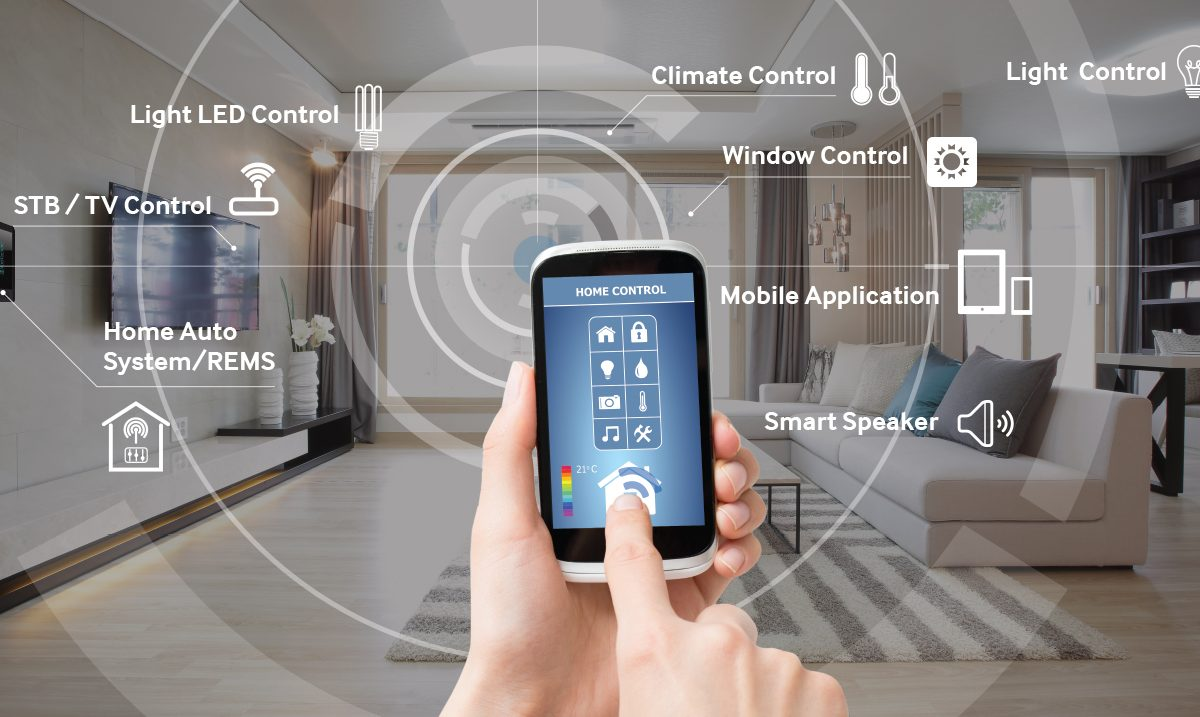 Climate Control
Light Control
Light LED Control
Window Control
STB / TV Control
HOME CONTROL
Mobile Application
Home Auto
System/REMS
Smart Speaker
21° C